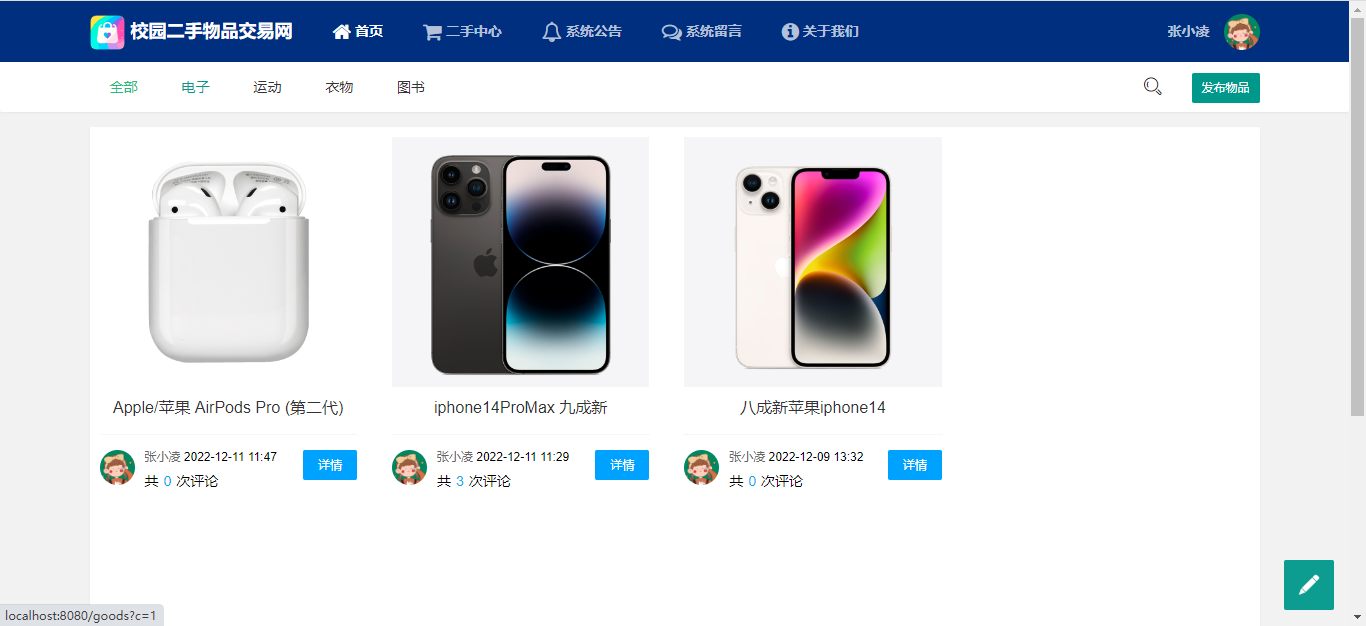 校园二手物品交易网 首页 二手中心 系统公告 系统留言 关于我们 张小凌
全部 电子 运动 衣物 图书 发布物品
Apple/苹果 AirPods Pro (第二代)
张小凌 2022-12-11 11:47
共 0 次评论
详情
iphone14ProMax 九成新
张小凌 2022-12-11 11:29
共 3 次评论
详情
八成新苹果iphone14
张小凌 2022-12-09 13:32
共 0 次评论
详情
localhost:8080/goods?c=1